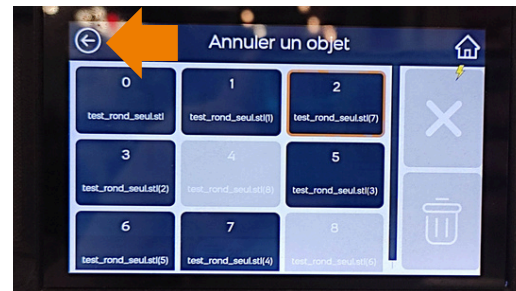 Annuler un objet
0
test_rond_seul.stl
1
test_rond_seul.stl(1)
2
test_rond_seul.stl(7)
3
test_rond_seul.stl(2)
4
test_rond_seul.stl(8)
5
test_rond_seul.stl(3)
6
test_rond_seul.stl(5)
7
test_rond_seul.stl(4)
8
test_rond_seul.stl(6)